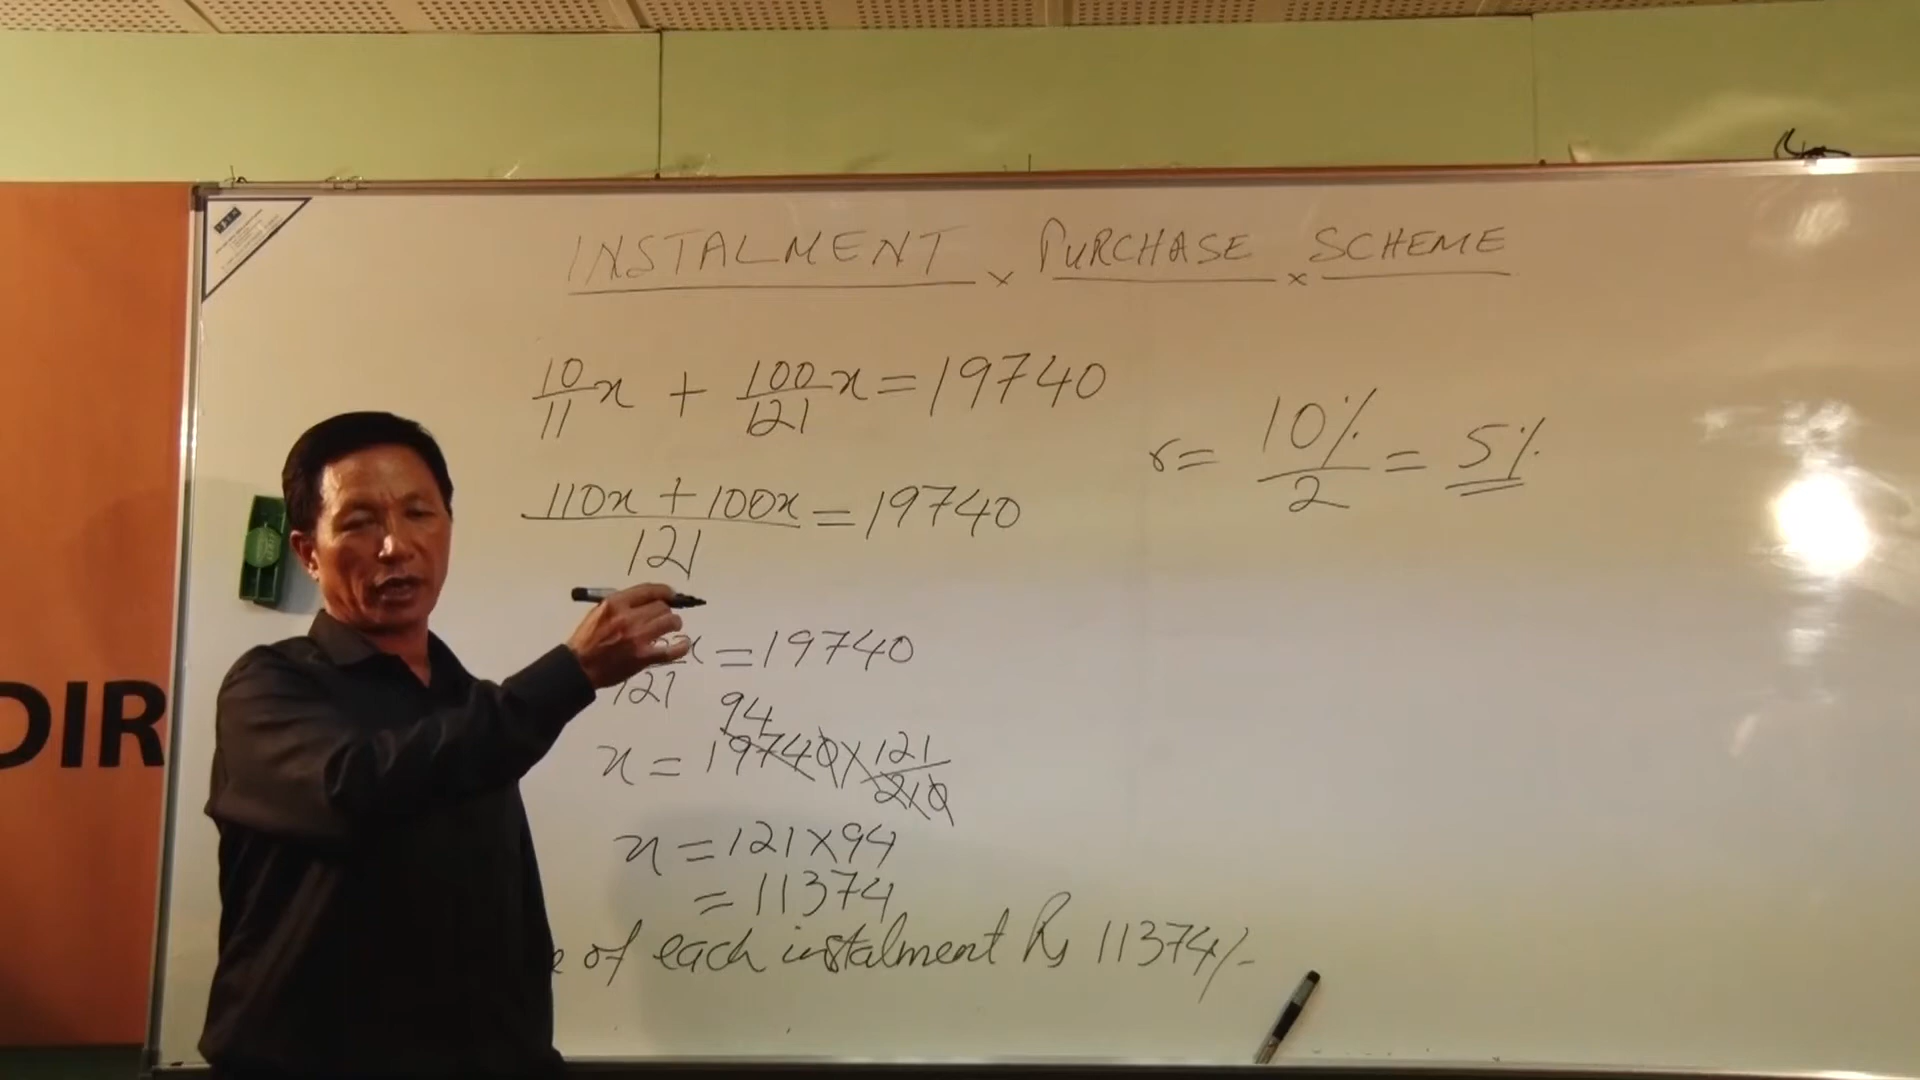 INSTALMENT × PURCHASE × SCHEME
10/11 x + 100/121 x = 19740
r = 10%/2 = 5%
110x + 100x / 121 = 19740
x / 121 = 19740
94
x = 19740 × 121/210
x = 121 × 94
= 11374
of each instalment Rs 11374/-
DIR